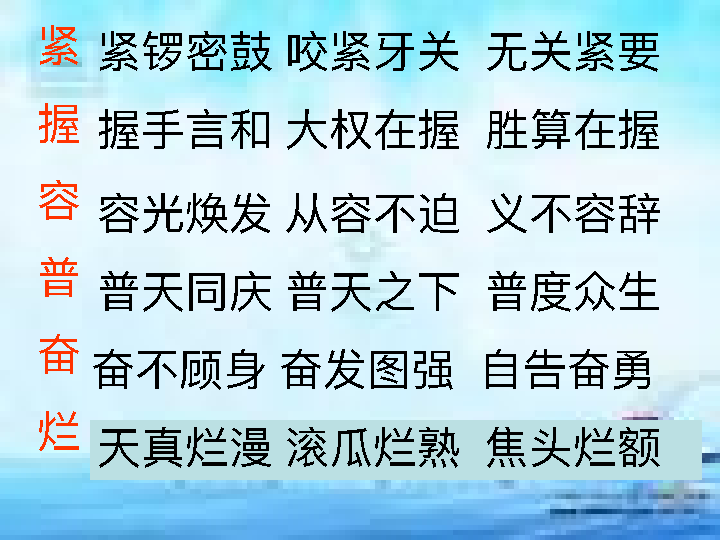 紧 紧锣密鼓 咬紧牙关 无关紧要
握 握手言和 大权在握 胜算在握
容 容光焕发 从容不迫 义不容辞
普 普天同庆 普天之下 普度众生
奋 奋不顾身 奋发图强 自告奋勇
烂 天真烂漫 滚瓜烂熟 焦头烂额